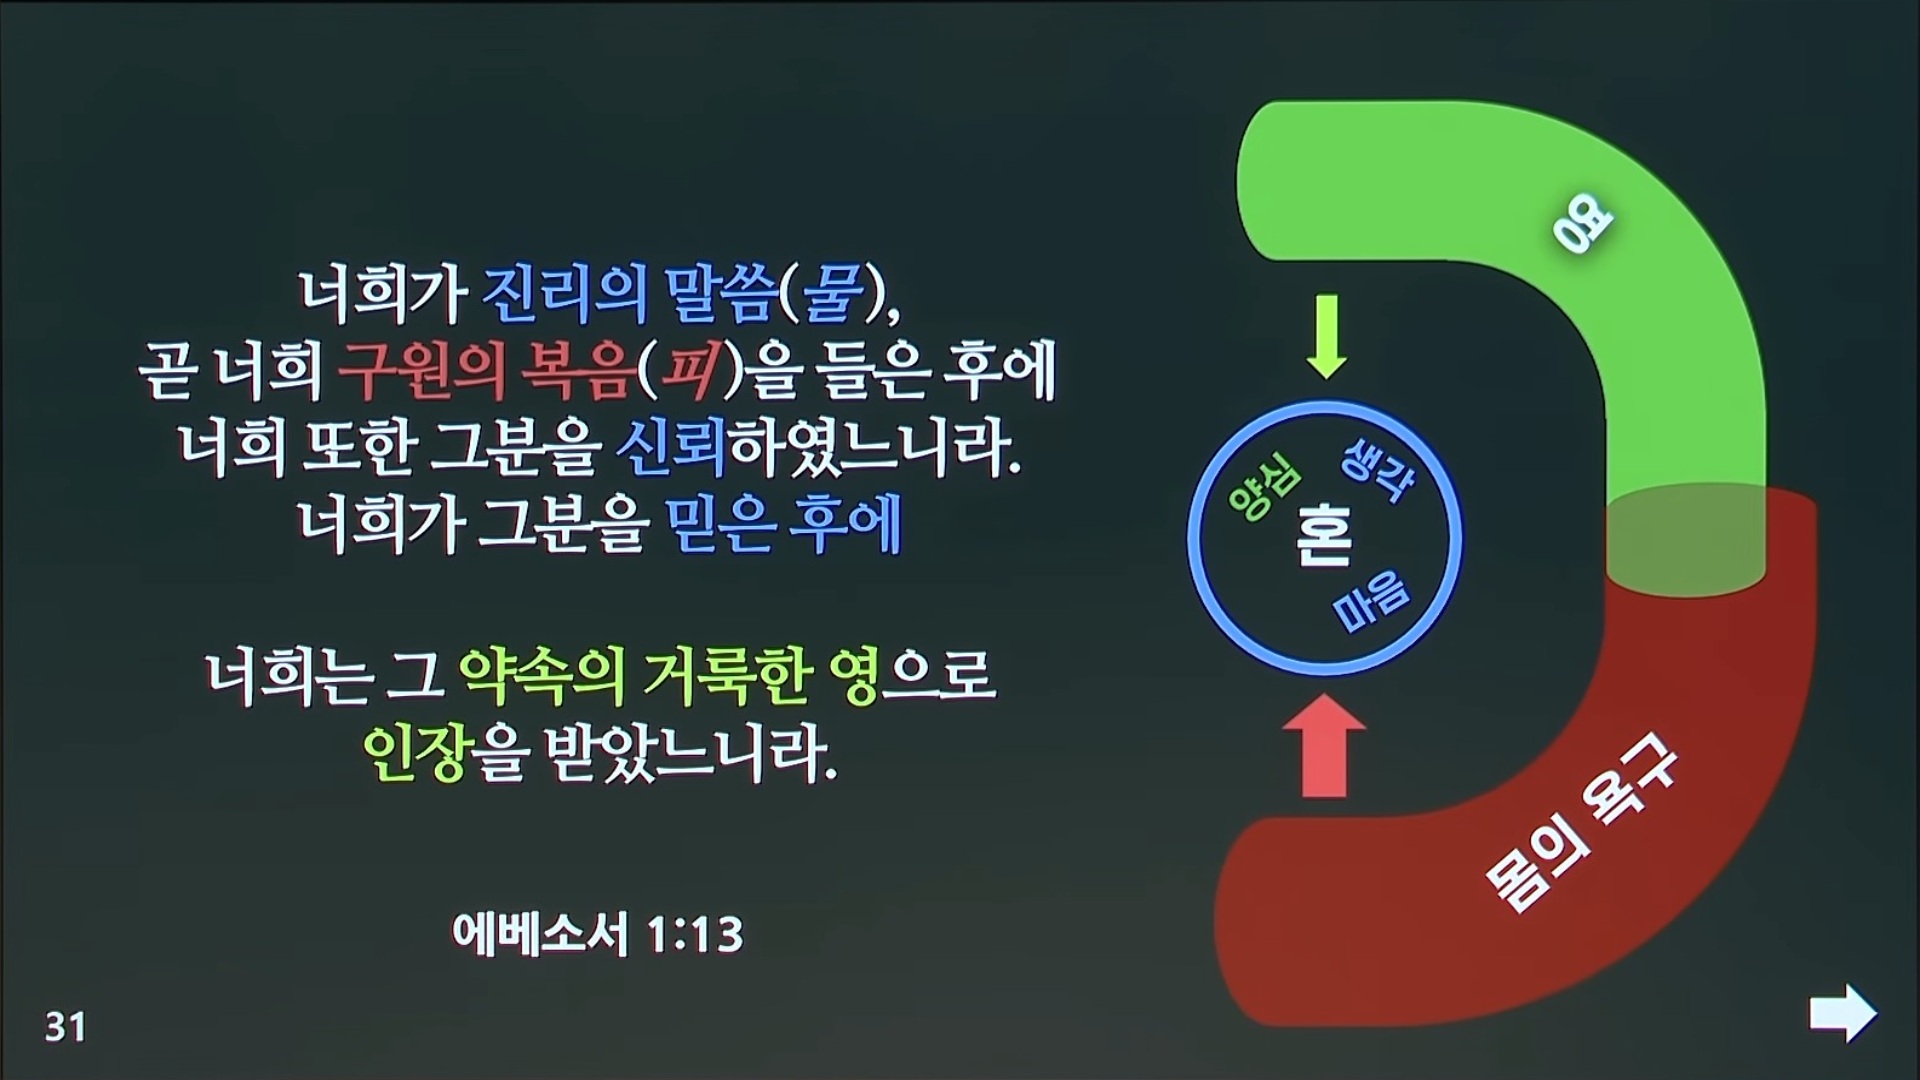 너희가 진리의 말씀(물),
곧 너희 구원의 복음(피)을 들은 후에
너희 또한 그분을 신뢰하였느니라.
너희가 그분을 믿은 후에
너희는 그 약속의 거룩한 영으로
인장을 받았느니라.
에베소서 1:13
31
영
양심
생각
혼
마음
몸의 욕구